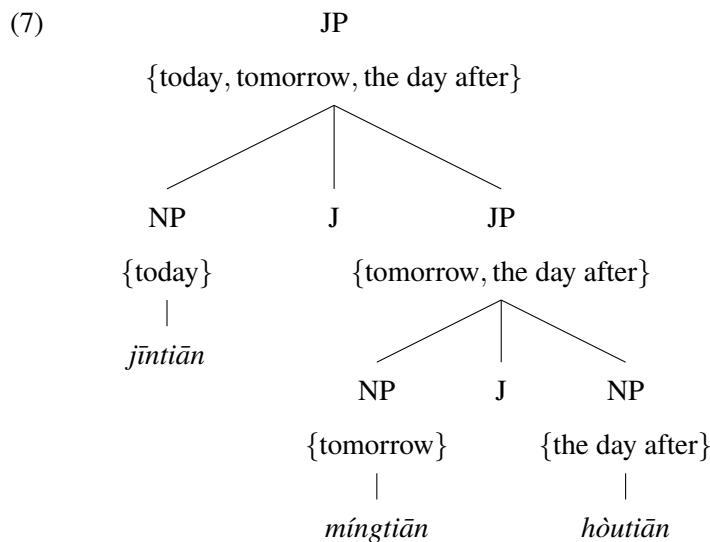 (7) JP
{today, tomorrow, the day after}
NP J JP
{today} {tomorrow, the day after}
jīntiān
NP J NP
{tomorrow} {the day after}
míngtiān hòutiān